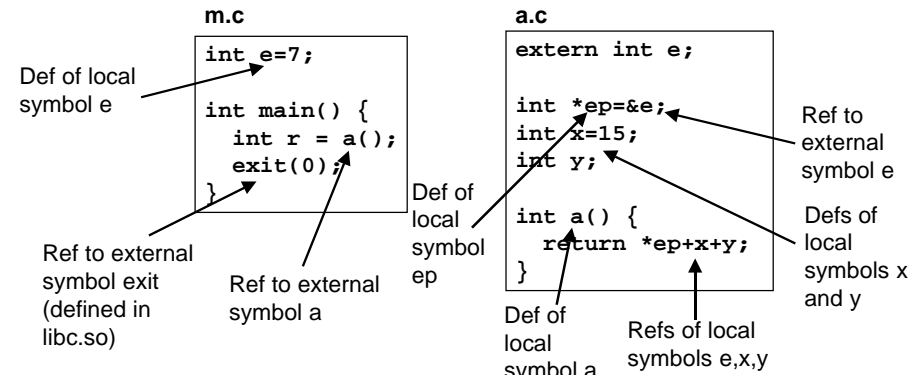 m.c
int e=7;
int main() {
int r = a();
exit(0);
}
Def of local
symbol e
Ref to external
symbol exit
(defined in
libc.so)
Ref to external
symbol a
a.c
extern int e;
int *ep=&e;
int x=15;
int y;
int a() {
return *ep+x+y;
}
Def of
local
symbol
ep
Ref to
external
symbol e
Defs of
local
symbols x
and y
Def of
local
symbol a
Refs of local
symbols e,x,y